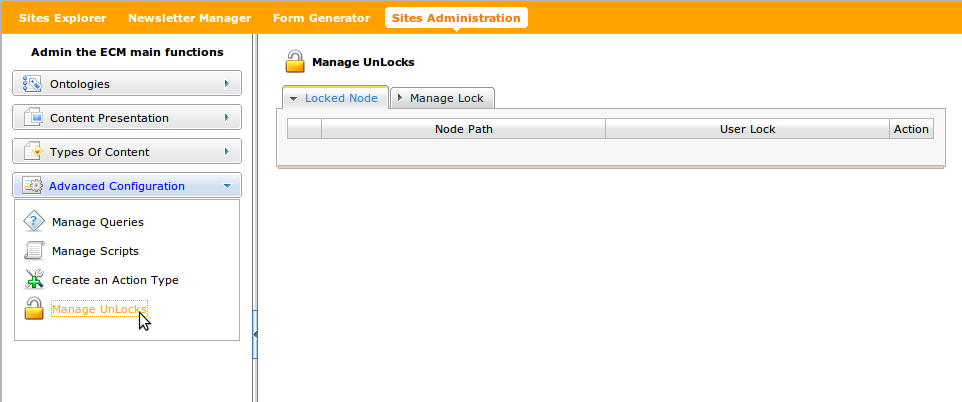 Sites Explorer Newsletter Manager Form Generator Sites Administration
Admin the ECM main functions
Ontologies
Content Presentation
Types Of Content
Advanced Configuration
Manage Queries
Manage Scripts
Create an Action Type
Manage UnLocks
Manage UnLocks
Locked Node Manage Lock
Node Path User Lock Action